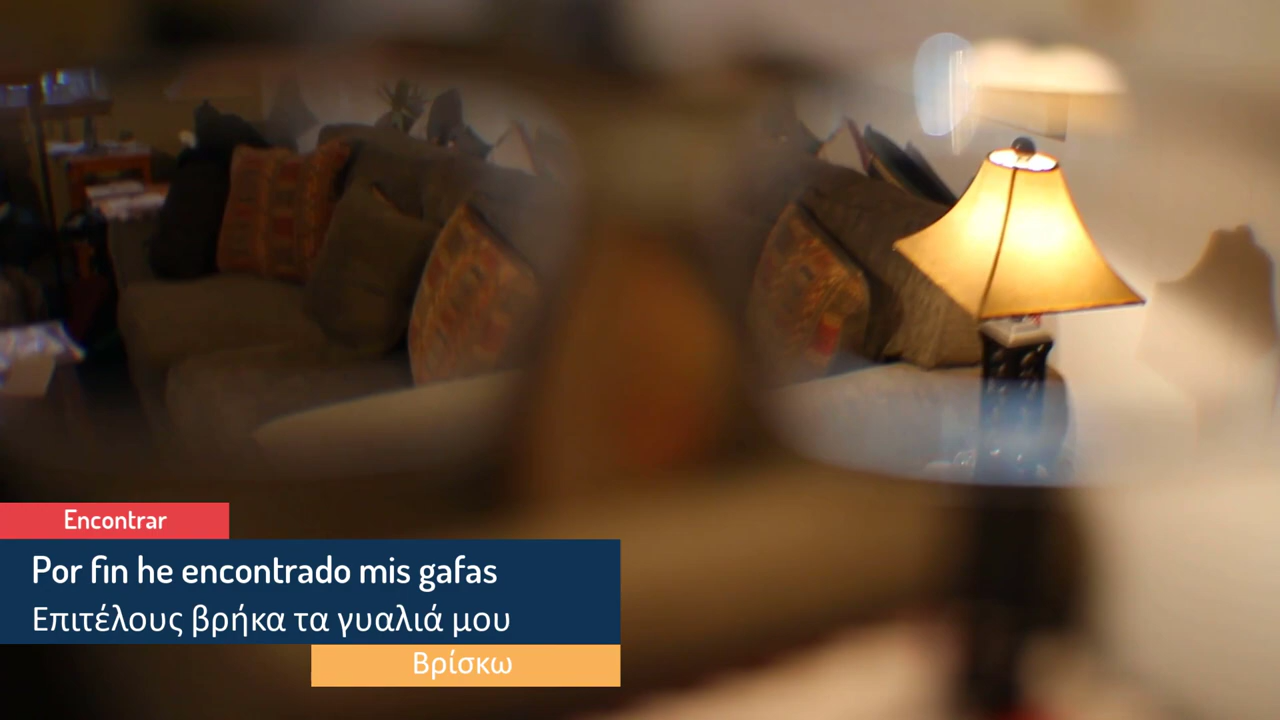 Encontrar
Por fin he encontrado mis gafas
Επιτέλους βρήκα τα γυαλιά μου
Βρίσκω